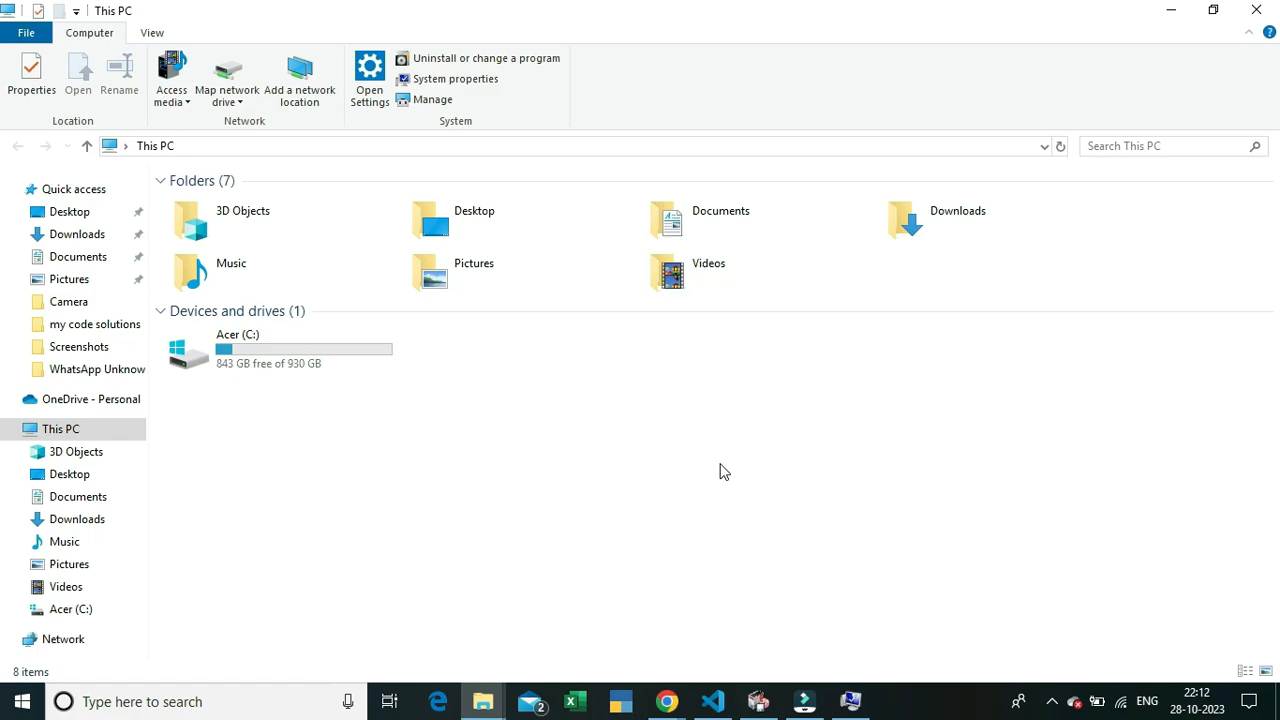 This PC
File
Computer
View
Properties
Open
Rename
Access media
Map network drive
Add a network location
Open Settings
Uninstall or change a program
System properties
Manage
Location
Network
System
This PC
Search This PC
Quick access
Desktop
Downloads
Documents
Pictures
Camera
my code solutions
Screenshots
WhatsApp Unknow
OneDrive - Personal
This PC
3D Objects
Desktop
Documents
Downloads
Music
Pictures
Videos
Acer (C:)
Network
Folders (7)
3D Objects
Desktop
Documents
Downloads
Music
Pictures
Videos
Devices and drives (1)
Acer (C:)
843 GB free of 930 GB
8 items
Type here to search
2
ENG
22:12
28-10-2023